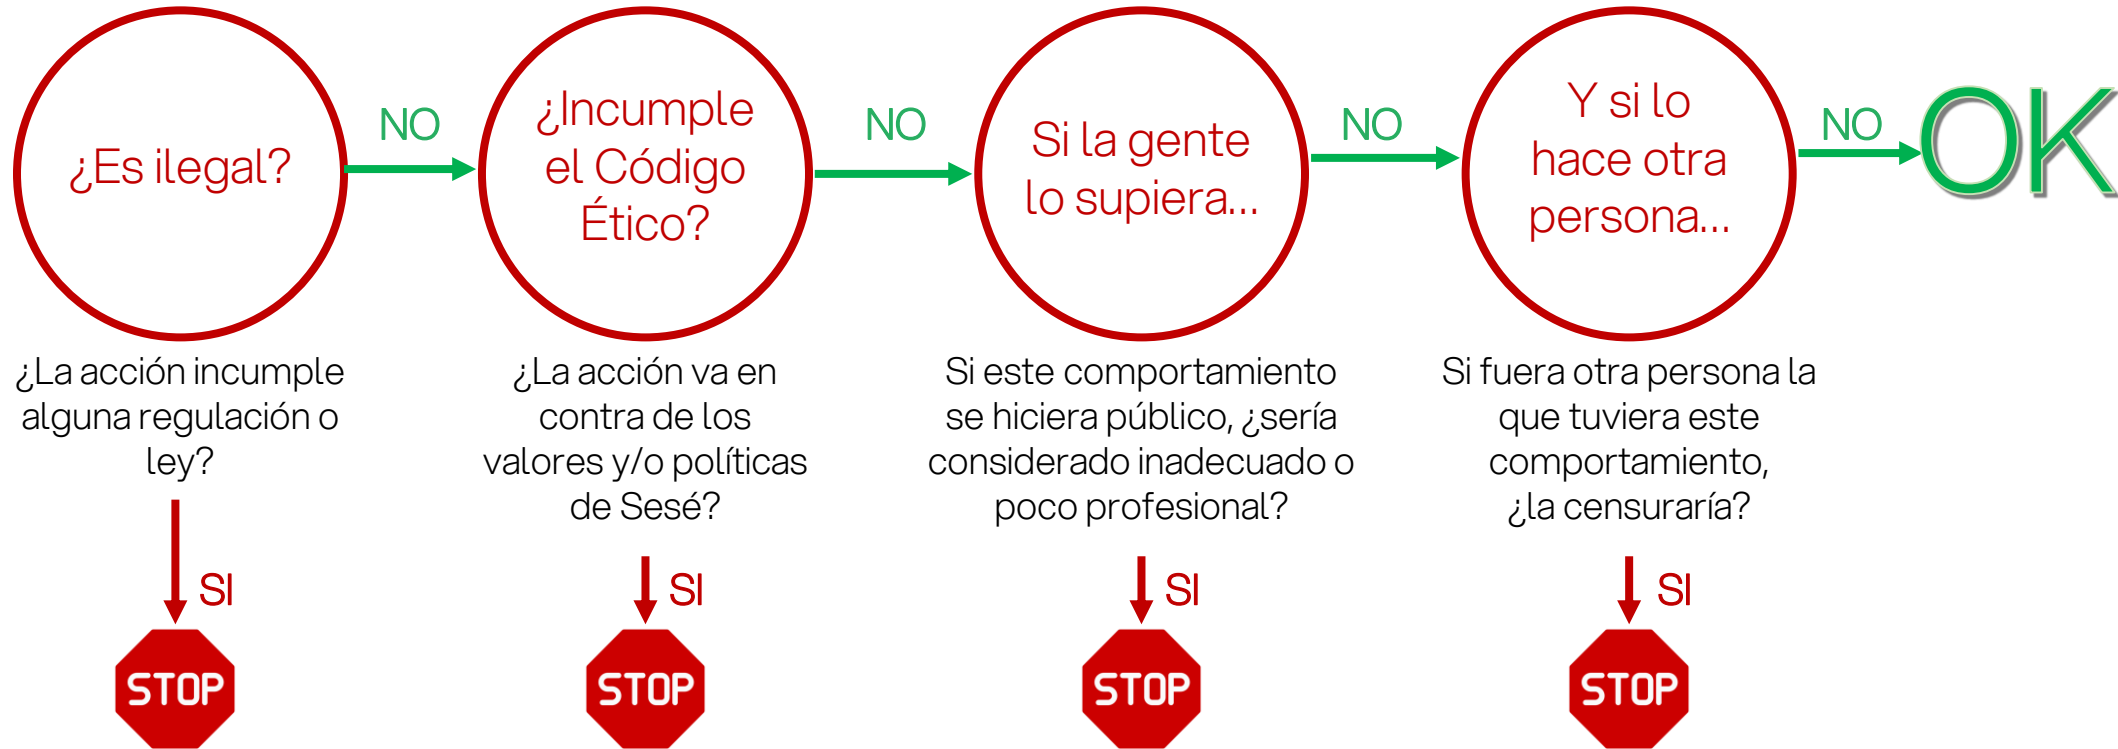 ¿Es ilegal?
NO
¿Incumple
el Código
Ético?
NO
Si la gente
lo supiera...
NO
Y si lo
hace otra
persona...
NO
OK
¿La acción incumple
alguna regulación o
ley?
¿La acción va en
contra de los
valores y/o políticas
de Sesé?
Si este comportamiento
se hiciera público, ¿sería
considerado inadecuado o
poco profesional?
Si fuera otra persona la
que tuviera este
comportamiento,
¿la censuraría?
SI
SI
SI
SI
STOP
STOP
STOP
STOP